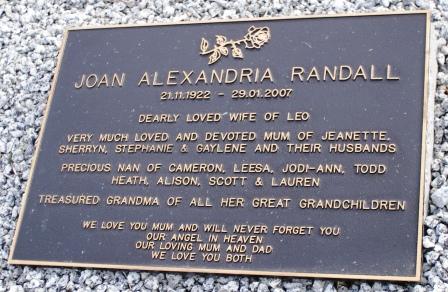 JOAN ALEXANDRIA RANDALL
21.11.1922 - 29.01.2007
DEARLY LOVED WIFE OF LEO
VERY MUCH LOVED AND DEVOTED MUM OF JEANETTE,
SHERRYN, STEPHANIE & GAYLENE AND THEIR HUSBANDS
PRECIOUS NAN OF CAMERON, LEESA, JODI-ANN, TODD
HEATH, ALISON, SCOTT & LAUREN
TREASURED GRANDMA OF ALL HER GREAT GRANDCHILDREN
WE LOVE YOU MUM AND WILL NEVER FORGET YOU
OUR ANGEL IN HEAVEN
OUR LOVING MUM AND DAD
WE LOVE YOU BOTH